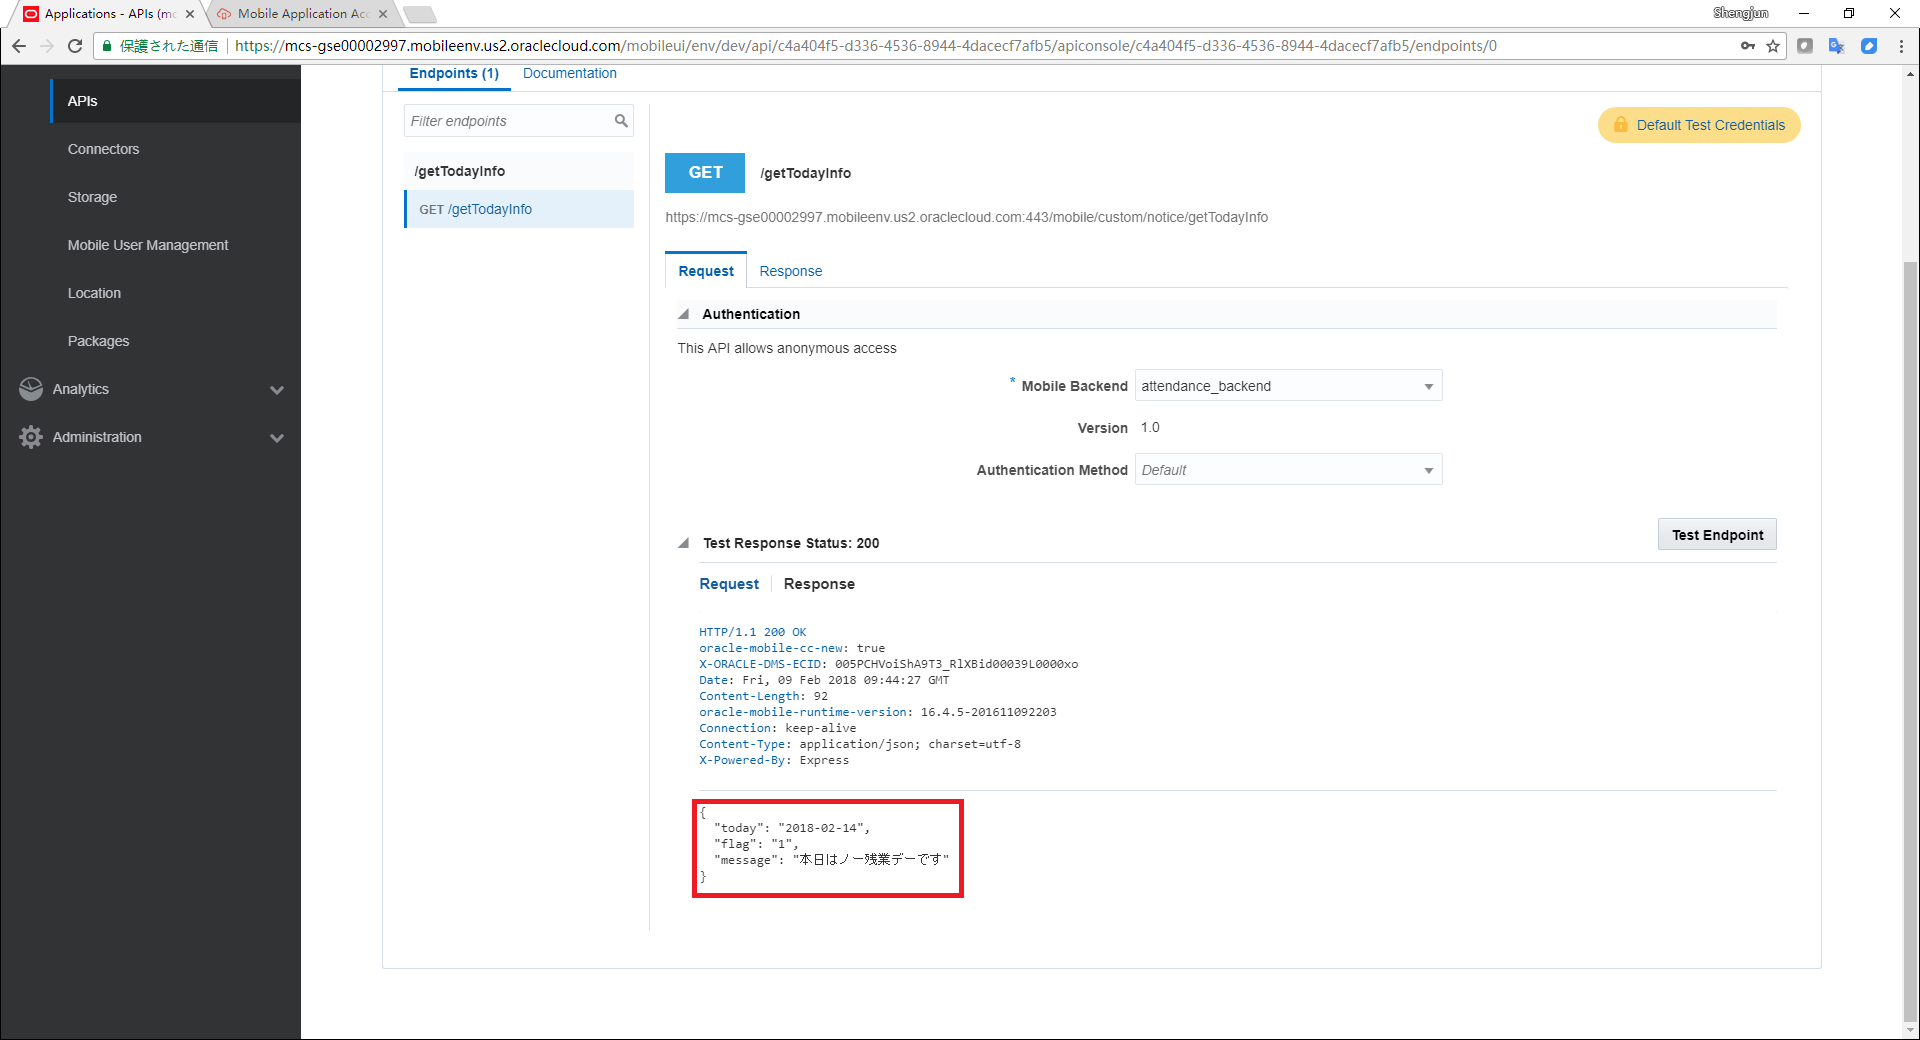 Applications - APIs (mc
Mobile Application Acc
Shengjun
保護された通信
https://mcs-gse00002997.mobileenv.us2.oraclecloud.com/mobileui/env/dev/api/c4a404f5-d336-4536-8944-4dacecf7afb5/apiconsole/c4a404f5-d336-4536-8944-4dacecf7afb5/endpoints/0
APIs
Connectors
Storage
Mobile User Management
Location
Packages
Analytics
Administration
Endpoints (1)
Documentation
Filter endpoints
/getTodayInfo
GET /getTodayInfo
Default Test Credentials
GET
/getTodayInfo
https://mcs-gse00002997.mobileenv.us2.oraclecloud.com:443/mobile/custom/notice/getTodayInfo
Request
Response
Authentication
This API allows anonymous access
* Mobile Backend
attendance_backend
Version
1.0
Authentication Method
Default
Test Endpoint
Test Response Status: 200
Request
Response
HTTP/1.1 200 OK
oracle-mobile-cc-new: true
X-ORACLE-DMS-ECID: 005PCHVoiShA9T3_RlXBid00039L0000xo
Date: Fri, 09 Feb 2018 09:44:27 GMT
Content-Length: 92
oracle-mobile-runtime-version: 16.4.5-201611092203
Connection: keep-alive
Content-Type: application/json; charset=utf-8
X-Powered-By: Express
{
"today": "2018-02-14",
"flag": "1",
"message": "本日はノー残業デーです"
}